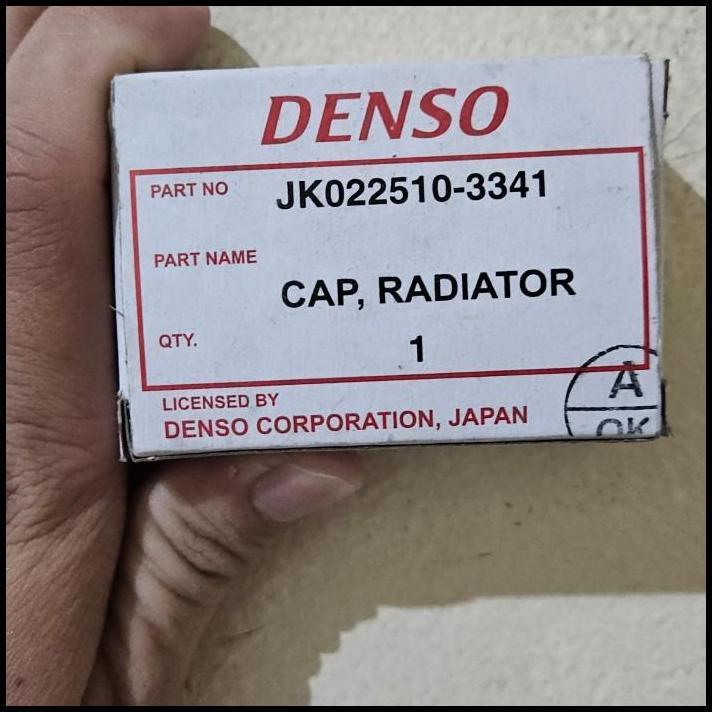 DENSO
PART NO JK022510-3341
PART NAME
CAP, RADIATOR
QTY. 1
LICENSED BY
DENSO CORPORATION, JAPAN
A
OK